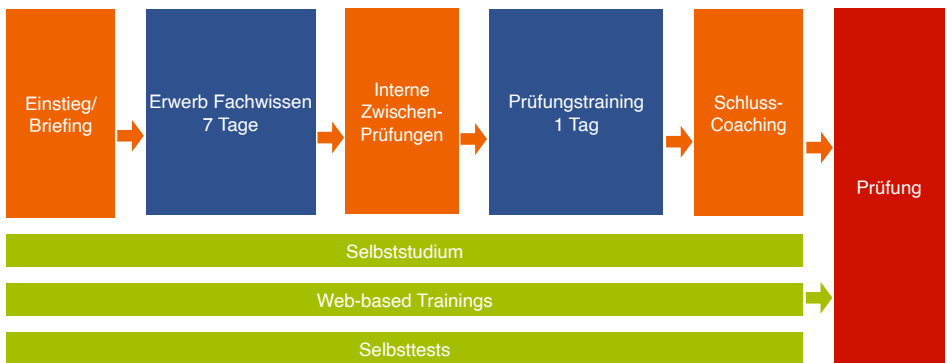 Einstieg/
Briefing
Erwerb Fachwissen
7 Tage
Interne
Zwischen-
Prüfungen
Prüfungstraining
1 Tag
Schluss-
Coaching
Prüfung
Selbststudium
Web-based Trainings
Selbsttests